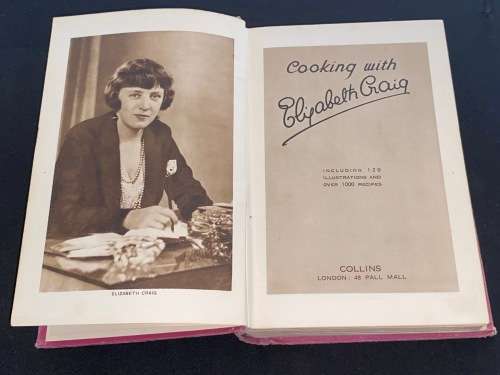 ELIZABETH CRAIG
Cooking with
Elizabeth Craig
INCLUDING 128
ILLUSTRATIONS AND
OVER 1000 RECIPES
COLLINS
LONDON: 48 PALL MALL